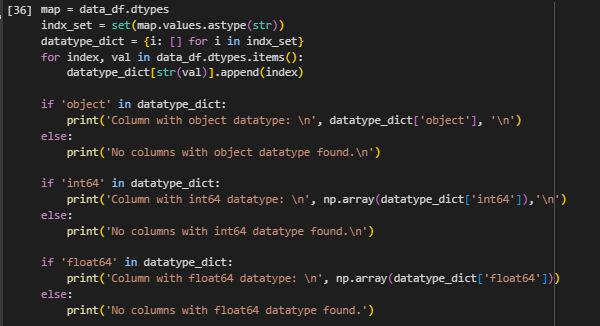 [36] map = data_df.dtypes
indx_set = set(map.values.astype(str))
datatype_dict = {i: [] for i in indx_set}
for index, val in data_df.dtypes.items():
    datatype_dict[str(val)].append(index)

if 'object' in datatype_dict:
    print('Column with object datatype: \n', datatype_dict['object'], '\n')
else:
    print('No columns with object datatype found.\n')

if 'int64' in datatype_dict:
    print('Column with int64 datatype: \n', np.array(datatype_dict['int64']),'\n')
else:
    print('No columns with int64 datatype found.\n')

if 'float64' in datatype_dict:
    print('Column with float64 datatype: \n', np.array(datatype_dict['float64']))
else:
    print('No columns with float64 datatype found.')